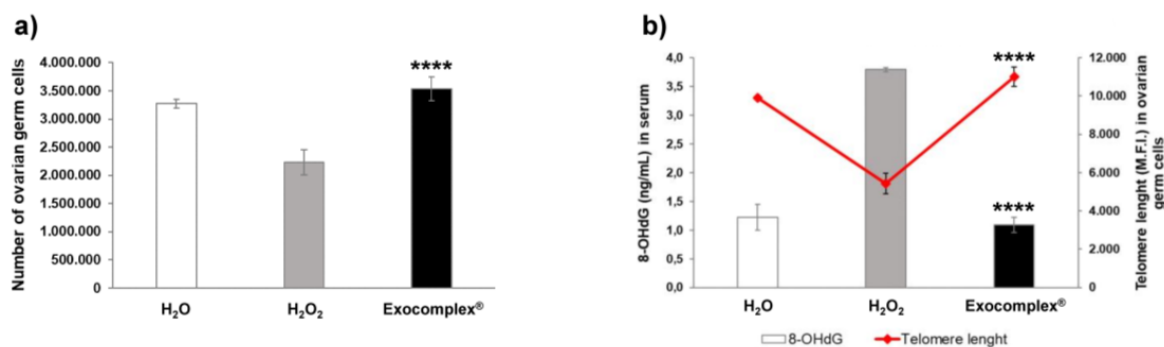 a)
Number of ovarian germ cells
4.000.000
3.500.000
3.000.000
2.500.000
2.000.000
1.500.000
1.000.000
500.000
0
****
H₂O
H₂O₂
Exocomplex®
b)
8-OHdG (ng/mL) in serum
4,0
3,5
3,0
2,5
2,0
1,5
1,0
0,5
0,0
****
****
12.000
10.000
8.000
6.000
4.000
2.000
0
Telomere lenght (M.F.I.) in ovarian
germ cells
H₂O
H₂O₂
Exocomplex®
8-OHdG
Telomere lenght